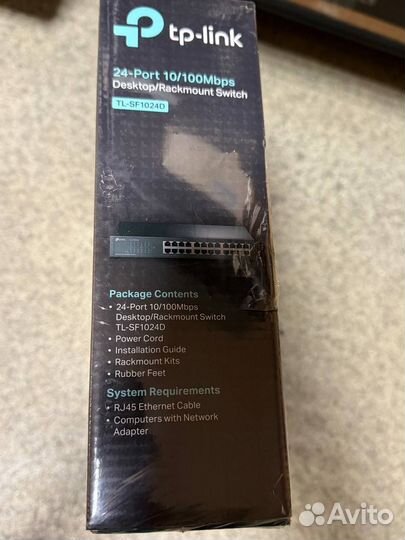 tp-link
24-Port 10/100Mbps
Desktop/Rackmount Switch
TL-SF1024D
Package Contents
• 24-Port 10/100Mbps
Desktop/Rackmount Switch
TL-SF1024D
• Power Cord
• Installation Guide
• Rackmount Kits
• Rubber Feet
System Requirements
• RJ45 Ethernet Cable
• Computers with Network
Adapter
Avito